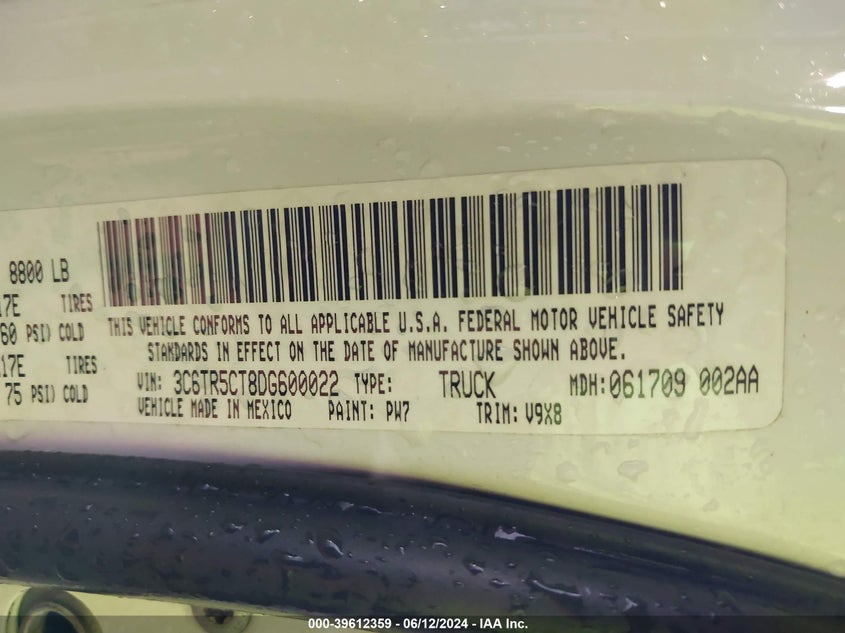 8800 LB
17E TIRES
60 PSI) COLD
17E TIRES
75 PSI) COLD
THIS VEHICLE CONFORMS TO ALL APPLICABLE U.S.A. FEDERAL MOTOR VEHICLE SAFETY
STANDARDS IN EFFECT ON THE DATE OF MANUFACTURE SHOWN ABOVE.
VIN: 3C6TR5CT8DG600022 TYPE: TRUCK MDH: 061709 002AA
VEHICLE MADE IN MEXICO PAINT: PW7 TRIM: V9X8
000-39612359 - 06/12/2024 - IAA Inc.